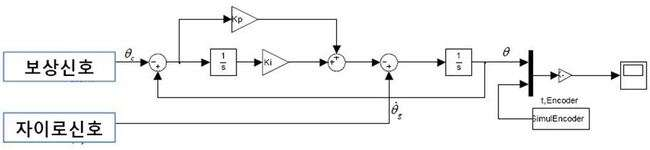 Kp
보상신호
θc
1
s
Ki
1
s
θ
t,Encoder
SimulEncoder
자이로신호
θ̇g